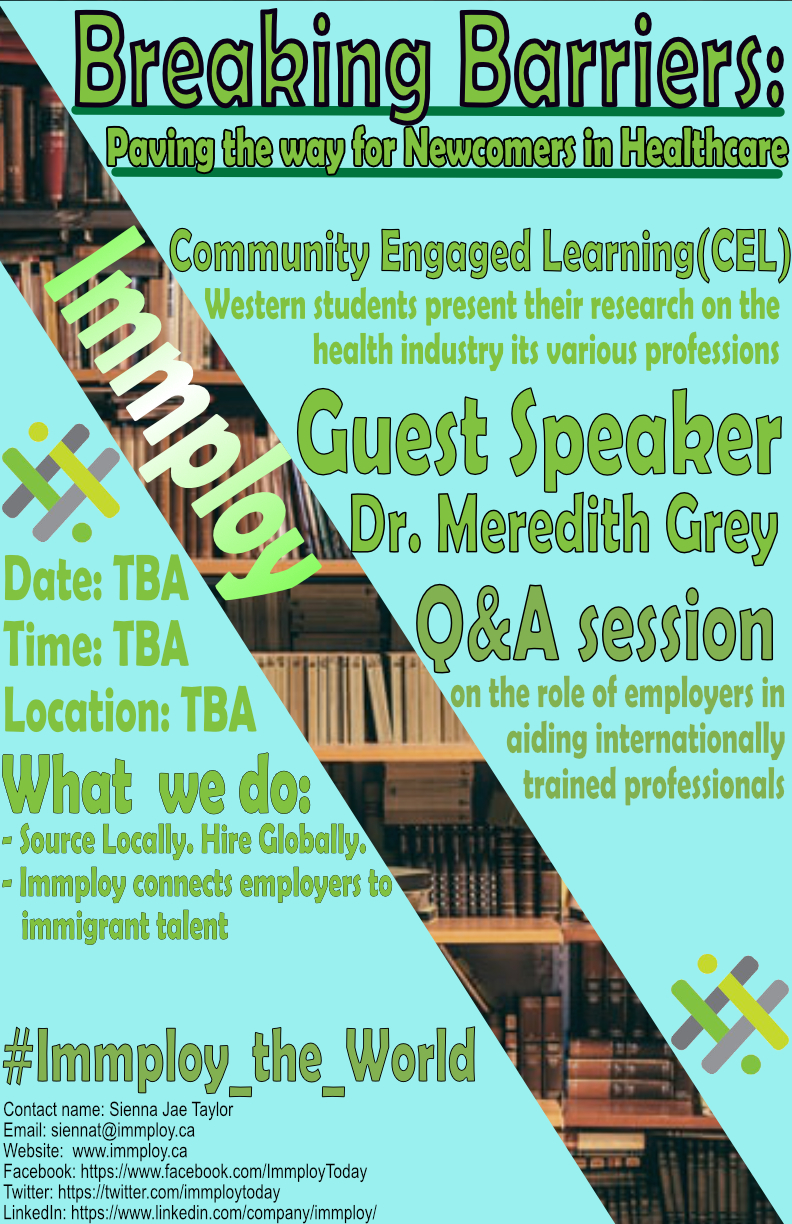 Breaking Barriers:
Paving the way for Newcomers in Healthcare
Community Engaged Learning(CEL)
Western students present their research on the
health industry its various professions
Immploy
Guest Speaker
Dr. Meredith Grey
Q&A session
on the role of employers in
aiding internationally
trained professionals
Date: TBA
Time: TBA
Location: TBA
What we do:
- Source Locally. Hire Globally.
- Immploy connects employers to
immigrant talent
#Immploy_the_World
Contact name: Sienna Jae Taylor
Email: siennat@immploy.ca
Website: www.immploy.ca
Facebook: https://www.facebook.com/ImmployToday
Twitter: https://twitter.com/immploytoday
LinkedIn: https://www.linkedin.com/company/immploy/